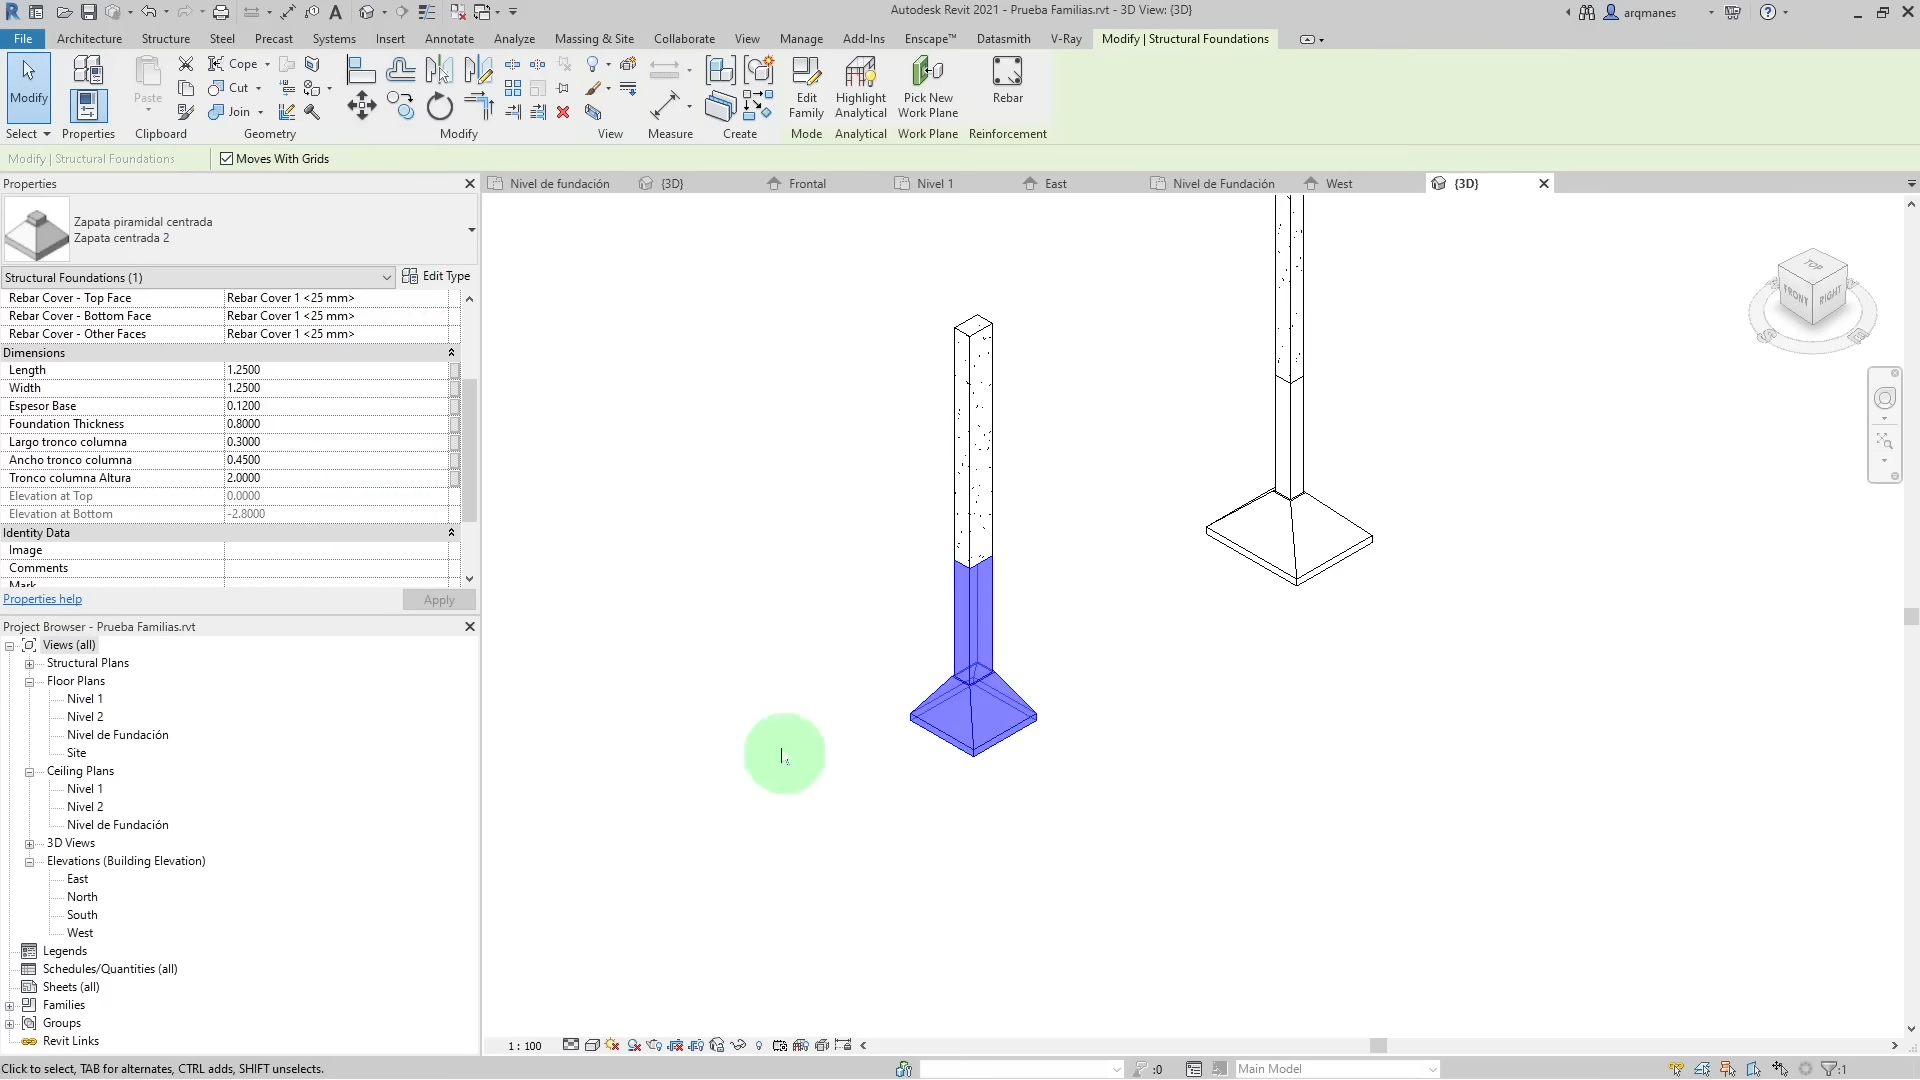 Autodesk Revit 2021 - Prueba Familias.rvt - 3D View: {3D}
arqmanes
File Architecture Structure Steel Precast Systems Insert Annotate Analyze Massing & Site Collaborate View Manage Add-Ins Enscape™ Datasmith V-Ray Modify | Structural Foundations
Modify
Paste
Cope
Cut
Join
Edit Family
Highlight Analytical
Pick New Work Plane
Rebar
Select Properties Clipboard Geometry Modify View Measure Create Mode Analytical Work Plane Reinforcement
Modify | Structural Foundations Moves With Grids
Properties
Nivel de fundación {3D} Frontal Nivel 1 East Nivel de Fundación West {3D}
Zapata piramidal centrada
Zapata centrada 2
Structural Foundations (1) Edit Type
Rebar Cover - Top Face Rebar Cover 1 <25 mm>
Rebar Cover - Bottom Face Rebar Cover 1 <25 mm>
Rebar Cover - Other Faces Rebar Cover 1 <25 mm>
Dimensions
Length 1.2500
Width 1.2500
Espesor Base 0.1200
Foundation Thickness 0.8000
Largo tronco columna 0.3000
Ancho tronco columna 0.4500
Tronco columna Altura 2.0000
Elevation at Top 0.0000
Elevation at Bottom -2.8000
Identity Data
Image
Comments
Mark
Properties help Apply
TOP
FRONT RIGHT
Project Browser - Prueba Familias.rvt
Views (all)
Structural Plans
Floor Plans
Nivel 1
Nivel 2
Nivel de Fundación
Site
Ceiling Plans
Nivel 1
Nivel 2
Nivel de Fundación
3D Views
Elevations (Building Elevation)
East
North
South
West
Legends
Schedules/Quantities (all)
Sheets (all)
Families
Groups
Revit Links
1 : 100
Click to select, TAB for alternates, CTRL adds, SHIFT unselects. :0 Main Model :1